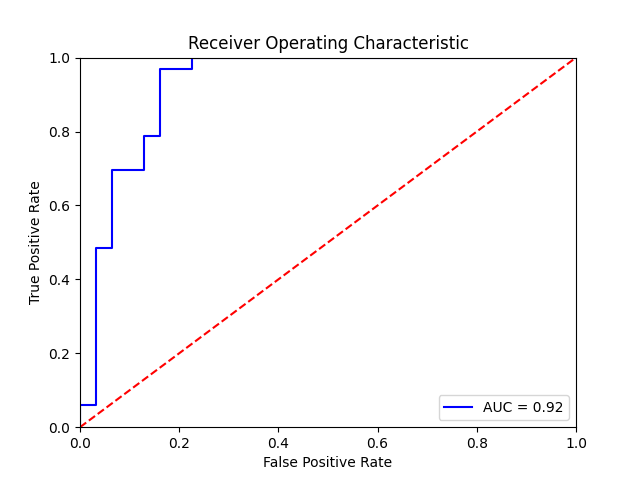 Receiver Operating Characteristic
1.0
0.8
0.6
0.4
0.2
0.0
True Positive Rate
0.0 0.2 0.4 0.6 0.8 1.0
False Positive Rate
AUC = 0.92